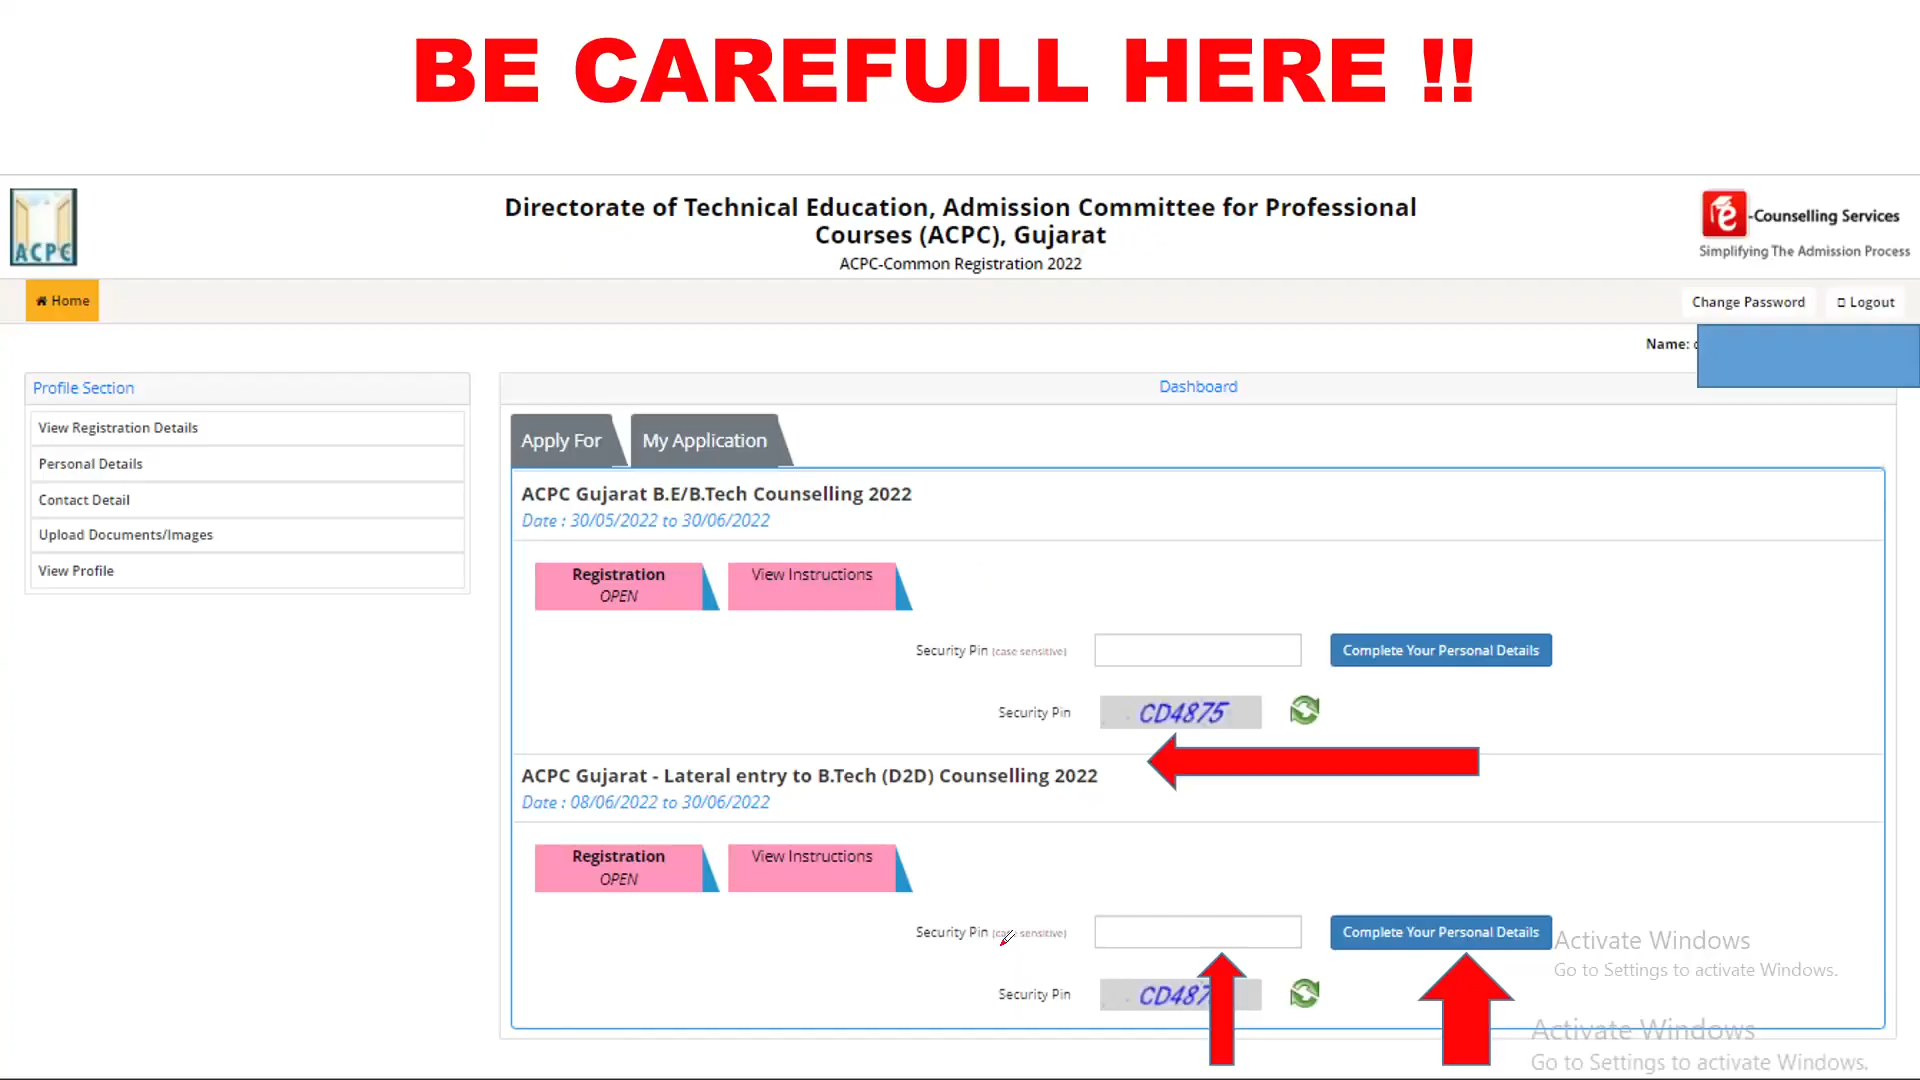 BE CAREFULL HERE !!
ACPC
Directorate of Technical Education, Admission Committee for Professional
Courses (ACPC), Gujarat
ACPC-Common Registration 2022
e -Counselling Services
Simplifying The Admission Process
Home
Change Password
Logout
Name:
Profile Section
View Registration Details
Personal Details
Contact Detail
Upload Documents/Images
View Profile
Dashboard
Apply For
My Application
ACPC Gujarat B.E/B.Tech Counselling 2022
Date : 30/05/2022 to 30/06/2022
Registration
OPEN
View Instructions
Security Pin (case sensitive)
Complete Your Personal Details
Security Pin
CD4875
ACPC Gujarat - Lateral entry to B.Tech (D2D) Counselling 2022
Date : 08/06/2022 to 30/06/2022
Registration
OPEN
View Instructions
Security Pin (case sensitive)
Complete Your Personal Details
Activate Windows
Go to Settings to activate Windows.
Security Pin
CD487
Activate Windows
Go to Settings to activate Windows.